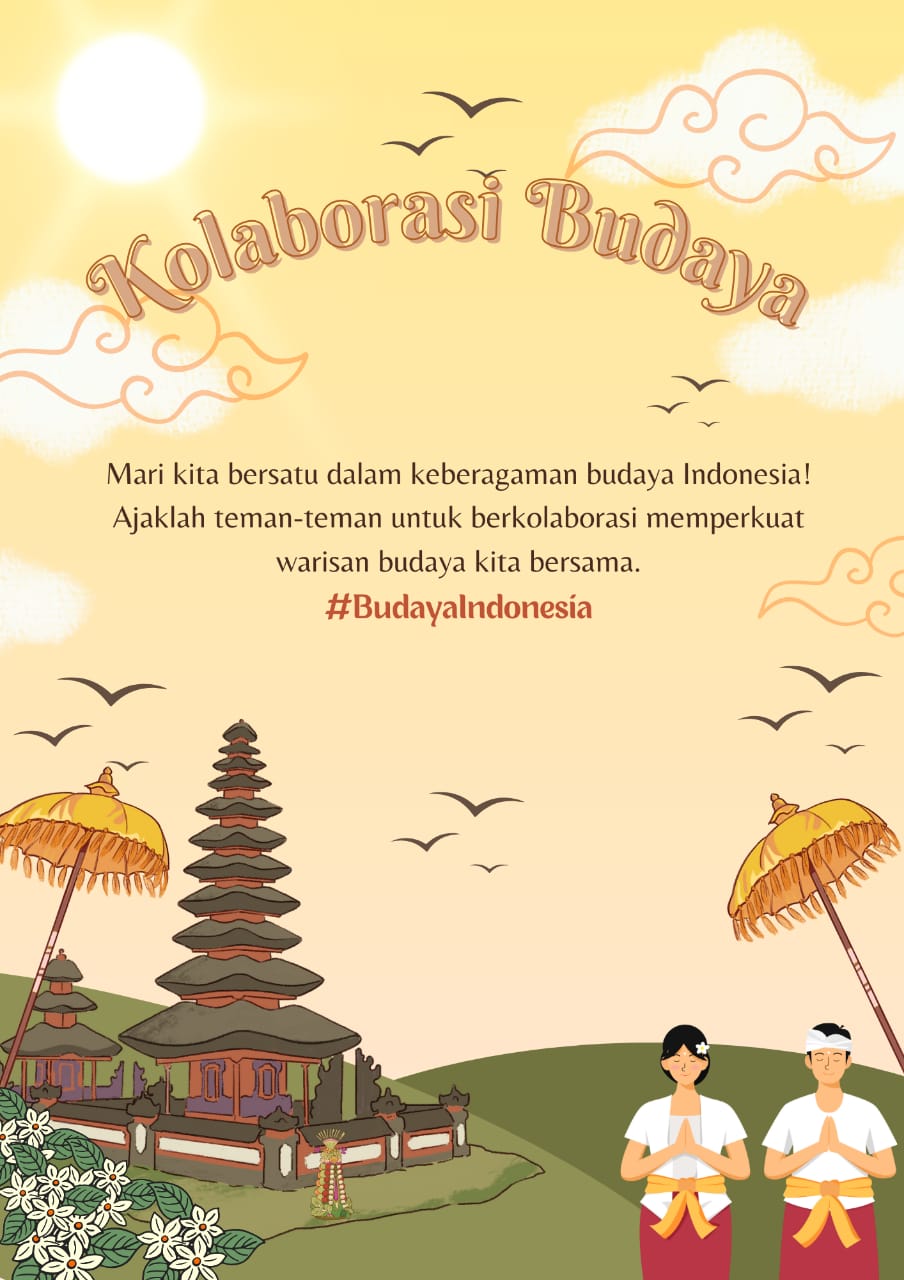 Kolaborasi Budaya
Mari kita bersatu dalam keberagaman budaya Indonesia!
Ajaklah teman-teman untuk berkolaborasi memperkuat
warisan budaya kita bersama.
#BudayaIndonesia